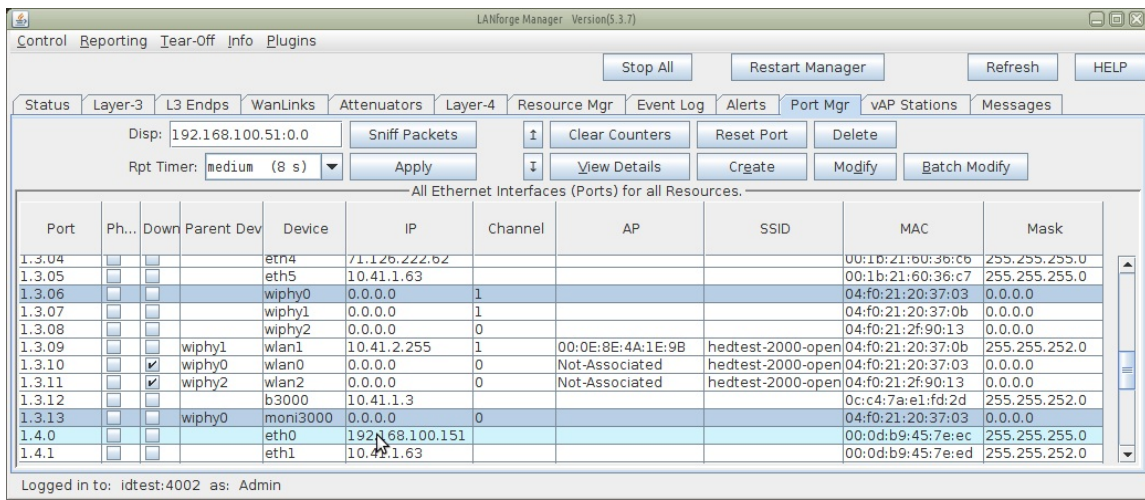 LANforge Manager Version(5.3.7)
Control Reporting Tear-Off Info Plugins
Stop All Restart Manager Refresh HELP
Status Layer-3 L3 Endps WanLinks Attenuators Layer-4 Resource Mgr Event Log Alerts Port Mgr vAP Stations Messages
Disp: 192.168.100.51:0.0 Sniff Packets ↑ Clear Counters Reset Port Delete
Rpt Timer: medium (8 s) Apply ↓ View Details Create Modify Batch Modify
All Ethernet Interfaces (Ports) for all Resources.
Port Ph... Down Parent Dev Device IP Channel AP SSID MAC Mask
1.3.04 eth4 71.126.222.62 00:1b:21:60:36:c6 255.255.255.0
1.3.05 eth5 10.41.1.63 00:1b:21:60:36:c7 255.255.255.0
1.3.06 wiphy0 0.0.0.0 1 04:f0:21:20:37:03 0.0.0.0
1.3.07 wiphy1 0.0.0.0 1 04:f0:21:20:37:0b 0.0.0.0
1.3.08 wiphy2 0.0.0.0 0 04:f0:21:2f:90:13 0.0.0.0
1.3.09 wiphy1 wlan1 10.41.2.255 1 00:0E:8E:4A:1E:9B hedtest-2000-open 04:f0:21:20:37:0b 255.255.252.0
1.3.10 wiphy0 wlan0 0.0.0.0 0 Not-Associated hedtest-2000-open 04:f0:21:20:37:03 0.0.0.0
1.3.11 wiphy2 wlan2 0.0.0.0 0 Not-Associated hedtest-2000-open 04:f0:21:2f:90:13 0.0.0.0
1.3.12 b3000 10.41.1.3 0c:c4:7a:e1:fd:2d 255.255.252.0
1.3.13 wiphy0 moni3000 0.0.0.0 0 04:f0:21:20:37:03 0.0.0.0
1.4.0 eth0 192.168.100.151 00:0d:b9:45:7e:ec 255.255.255.0
1.4.1 eth1 10.41.1.63 00:0d:b9:45:7e:ed 255.255.252.0
Logged in to: idtest:4002 as: Admin